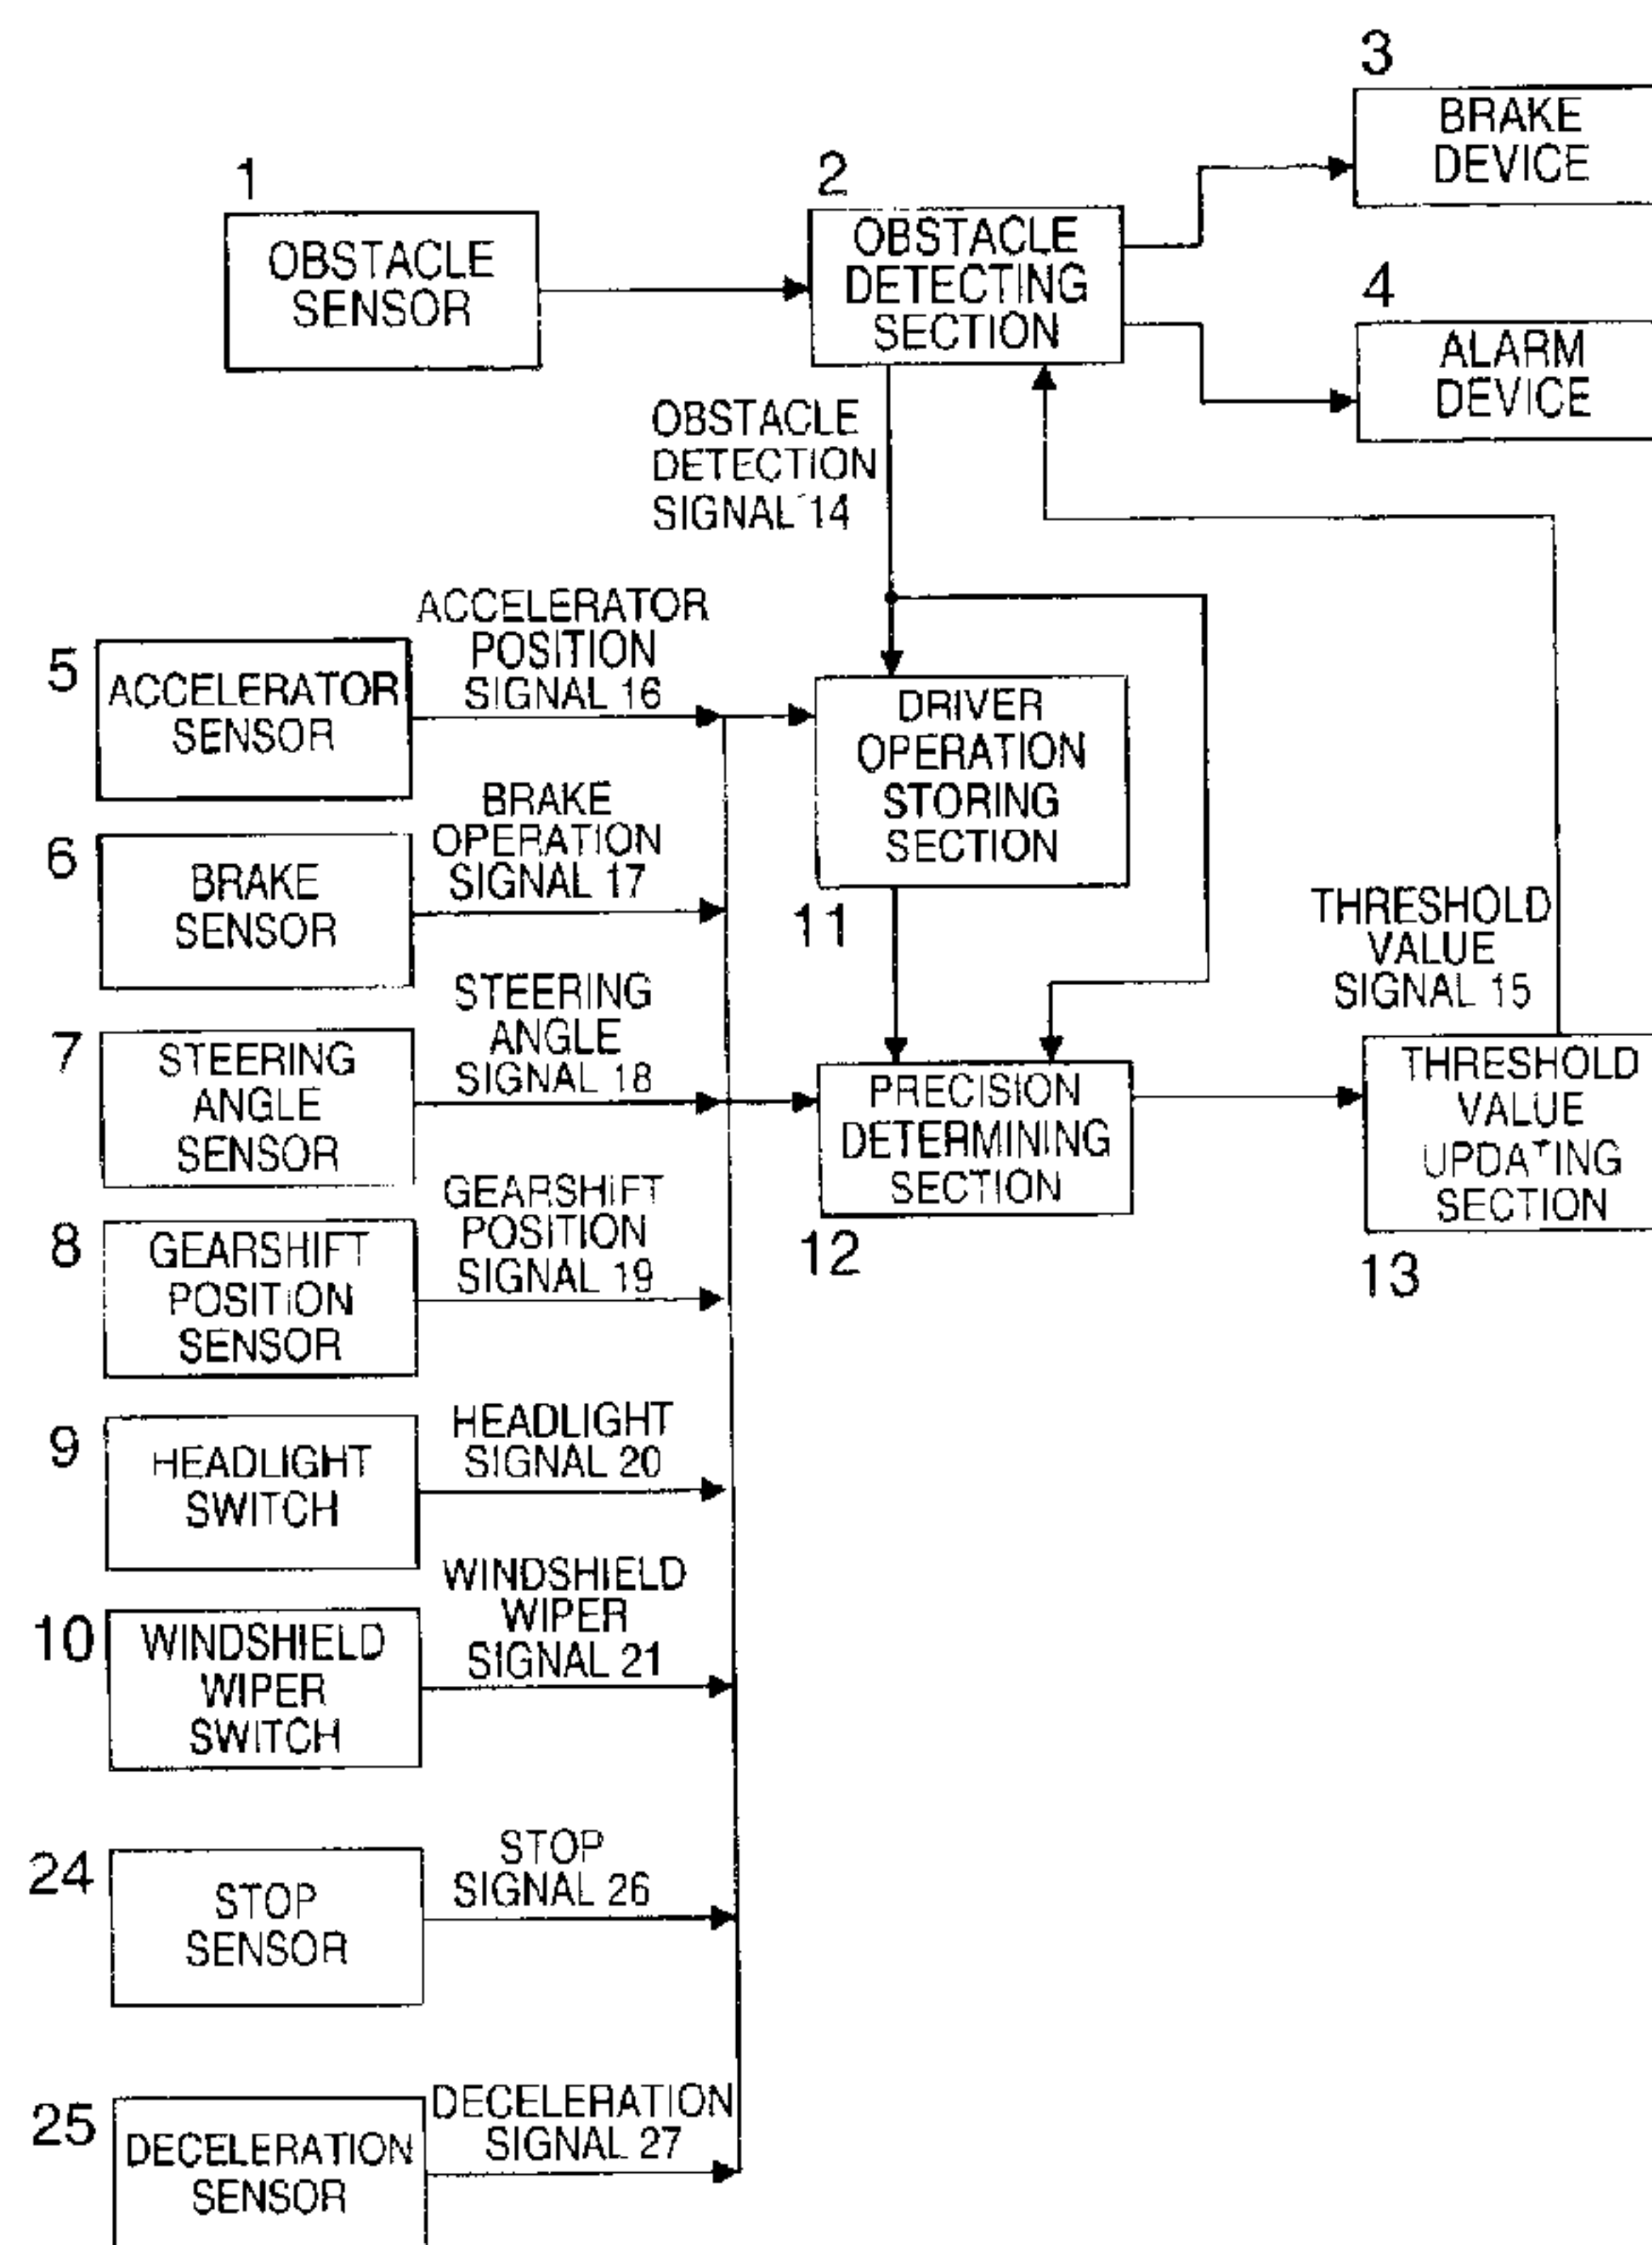 3
BRAKE
DEVICE
1
OBSTACLE
SENSOR
2
OBSTACLE
DETECTING
SECTION
4
ALARM
DEVICE
OBSTACLE
DETECTION
SIGNAL 14
5
ACCELERATOR
SENSOR
ACCELERATOR
POSITION
SIGNAL 16
DRIVER
OPERATION
STORING
SECTION
11
6
BRAKE
SENSOR
BRAKE
OPERATION
SIGNAL 17
THRESHOLD
VALUE
SIGNAL 15
7
STEERING
ANGLE
SENSOR
STEERING
ANGLE
SIGNAL 18
PRECISION
DETERMINING
SECTION
12
THRESHOLD
VALUE
UPDATING
SECTION
13
8
GEARSHIFT
POSITION
SENSOR
GEARSHIFT
POSITION
SIGNAL 19
9
HEADLIGHT
SWITCH
HEADLIGHT
SIGNAL 20
10
WINDSHIELD
WIPER
SWITCH
WINDSHIELD
WIPER
SIGNAL 21
24
STOP
SENSOR
STOP
SIGNAL 26
25
DECELERATION
SENSOR
DECELERATION
SIGNAL 27